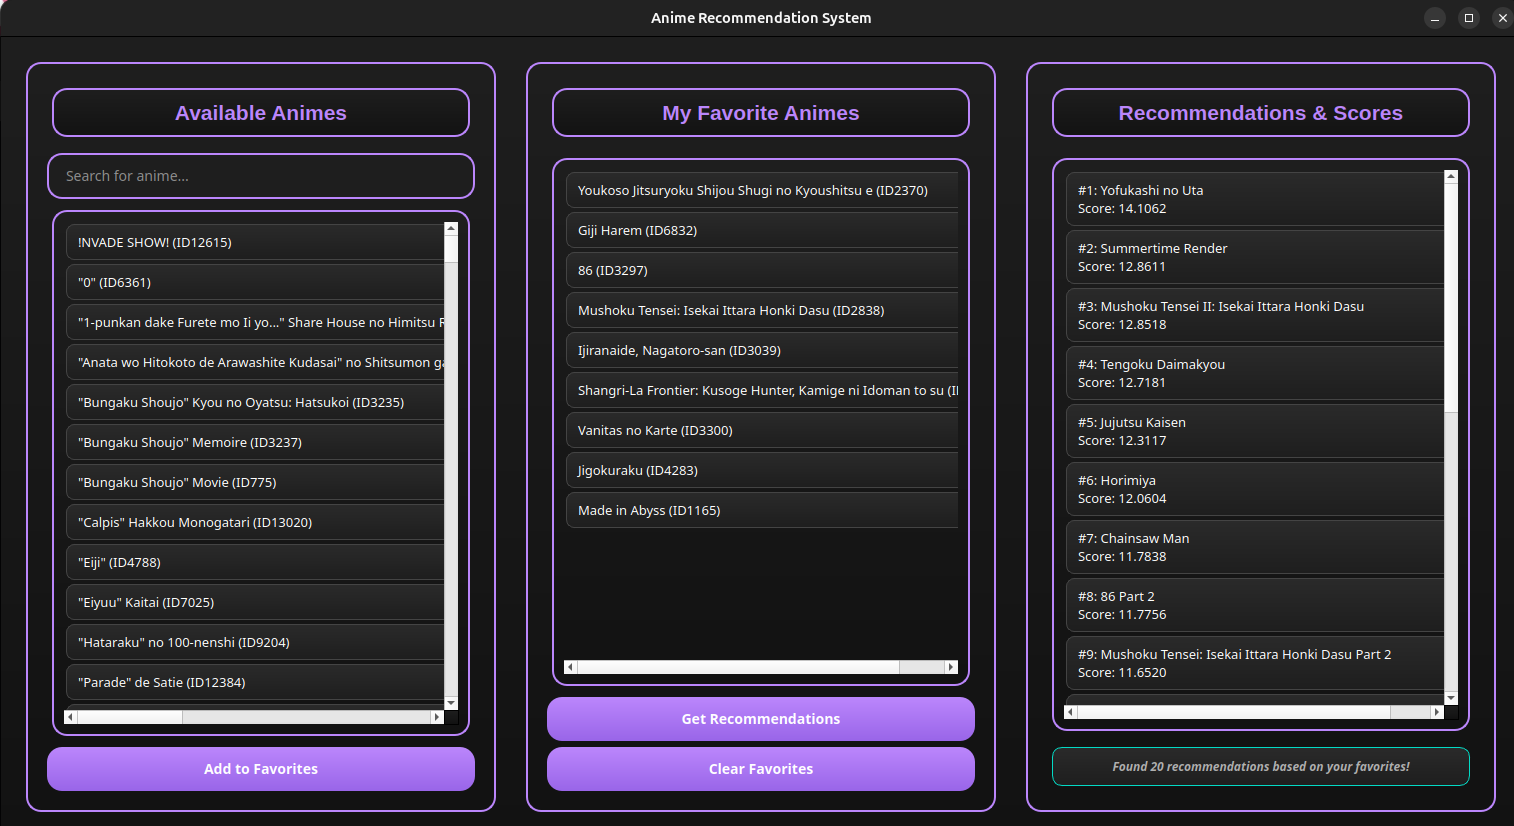 Anime Recommendation System
Available Animes
Search for anime...
!NVADE SHOW! (ID12615)
"0" (ID6361)
"1-punkan dake Furete mo Ii yo..." Share House no Himitsu
"Anata wo Hitokoto de Arawashite Kudasai" no Shitsumon
"Bungaku Shoujo" Kyou no Oyatsu: Hatsukoi (ID3235)
"Bungaku Shoujo" Memoire (ID3237)
"Bungaku Shoujo" Movie (ID775)
"Calpis" Hakkou Monogatari (ID13020)
"Eiji" (ID4788)
"Eiyuu" Kaitai (ID7025)
"Hataraku" no 100-nenshi (ID9204)
"Parade" de Satie (ID12384)
Add to Favorites
My Favorite Animes
Youkoso Jitsuryoku Shijou Shugi no Kyoushitsu e (ID2370)
Giji Harem (ID6832)
86 (ID3297)
Mushoku Tensei: Isekai Ittara Honki Dasu (ID2838)
Ijiranaide, Nagatoro-san (ID3039)
Shangri-La Frontier: Kusoge Hunter, Kamige ni Idoman to su
Vanitas no Karte (ID3300)
Jigokuraku (ID4283)
Made in Abyss (ID1165)
Get Recommendations
Clear Favorites
Recommendations & Scores
#1: Yofukashi no Uta
Score: 14.1062
#2: Summertime Render
Score: 12.8611
#3: Mushoku Tensei II: Isekai Ittara Honki Dasu
Score: 12.8518
#4: Tengoku Daimakyou
Score: 12.7181
#5: Jujutsu Kaisen
Score: 12.3117
#6: Horimiya
Score: 12.0604
#7: Chainsaw Man
Score: 11.7838
#8: 86 Part 2
Score: 11.7756
#9: Mushoku Tensei: Isekai Ittara Honki Dasu Part 2
Score: 11.6520
Found 20 recommendations based on your favorites!